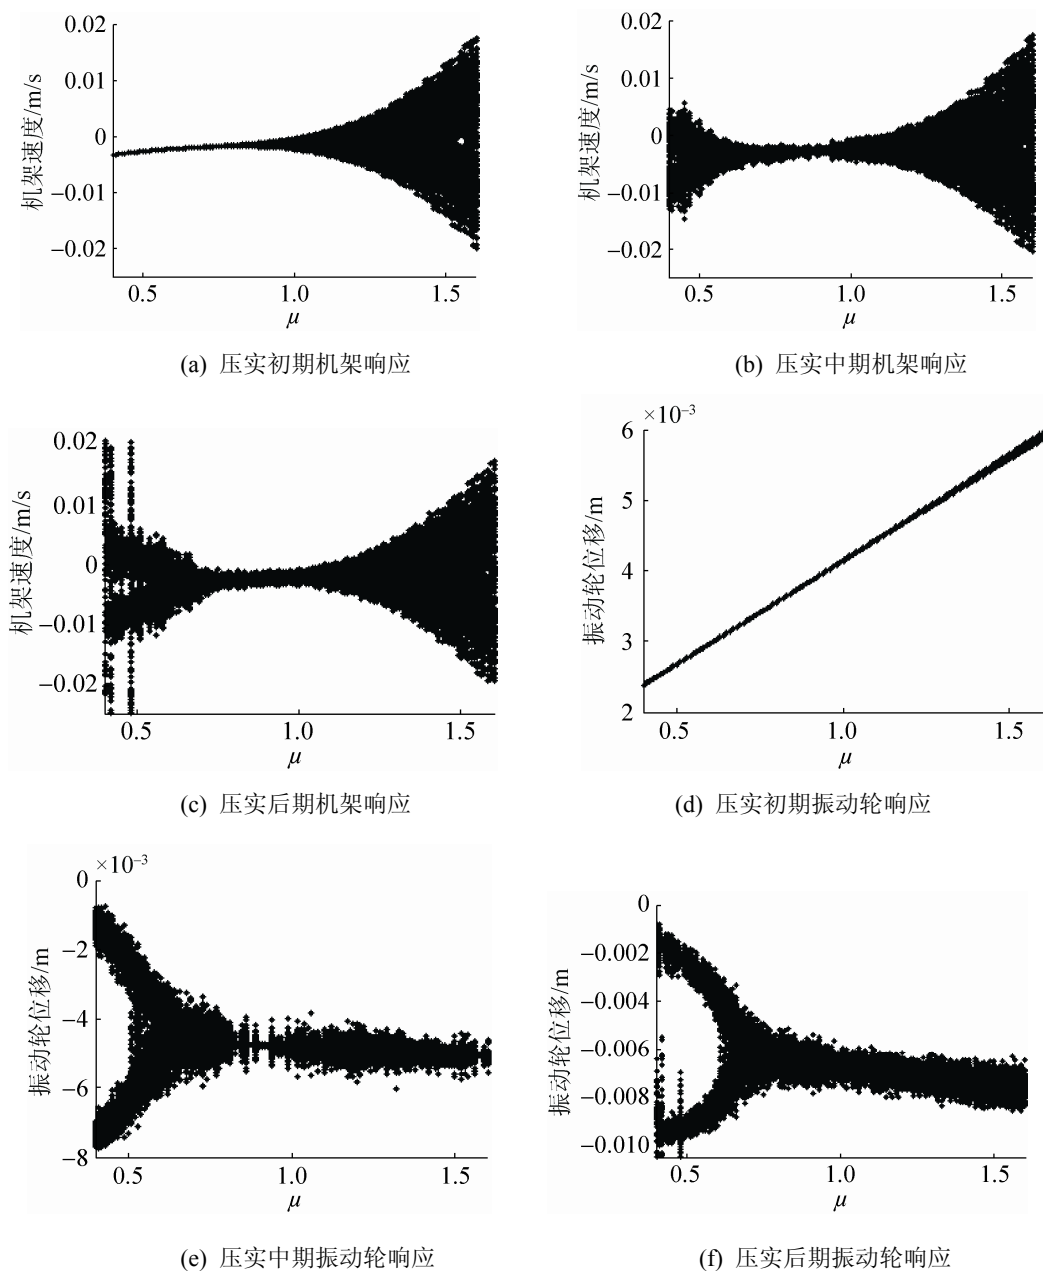 0.02
0.01
0
−0.01
−0.02
机架速度/m/s
0.5 1.0 1.5
μ
(a) 压实初期机架响应
0.02
0.01
0
−0.01
−0.02
机架速度/m/s
0.5 1.0 1.5
μ
(b) 压实中期机架响应
0.02
0.01
0
−0.01
−0.02
机架速度/m/s
0.5 1.0 1.5
μ
(c) 压实后期机架响应
×10⁻³
6
5
4
3
2
振动轮位移/m
0.5 1.0 1.5
μ
(d) 压实初期振动轮响应
×10⁻³
0
−2
−4
−6
−8
振动轮位移/m
0.5 1.0 1.5
μ
(e) 压实中期振动轮响应
0
−0.002
−0.004
−0.006
−0.008
−0.010
振动轮位移/m
0.5 1.0 1.5
μ
(f) 压实后期振动轮响应